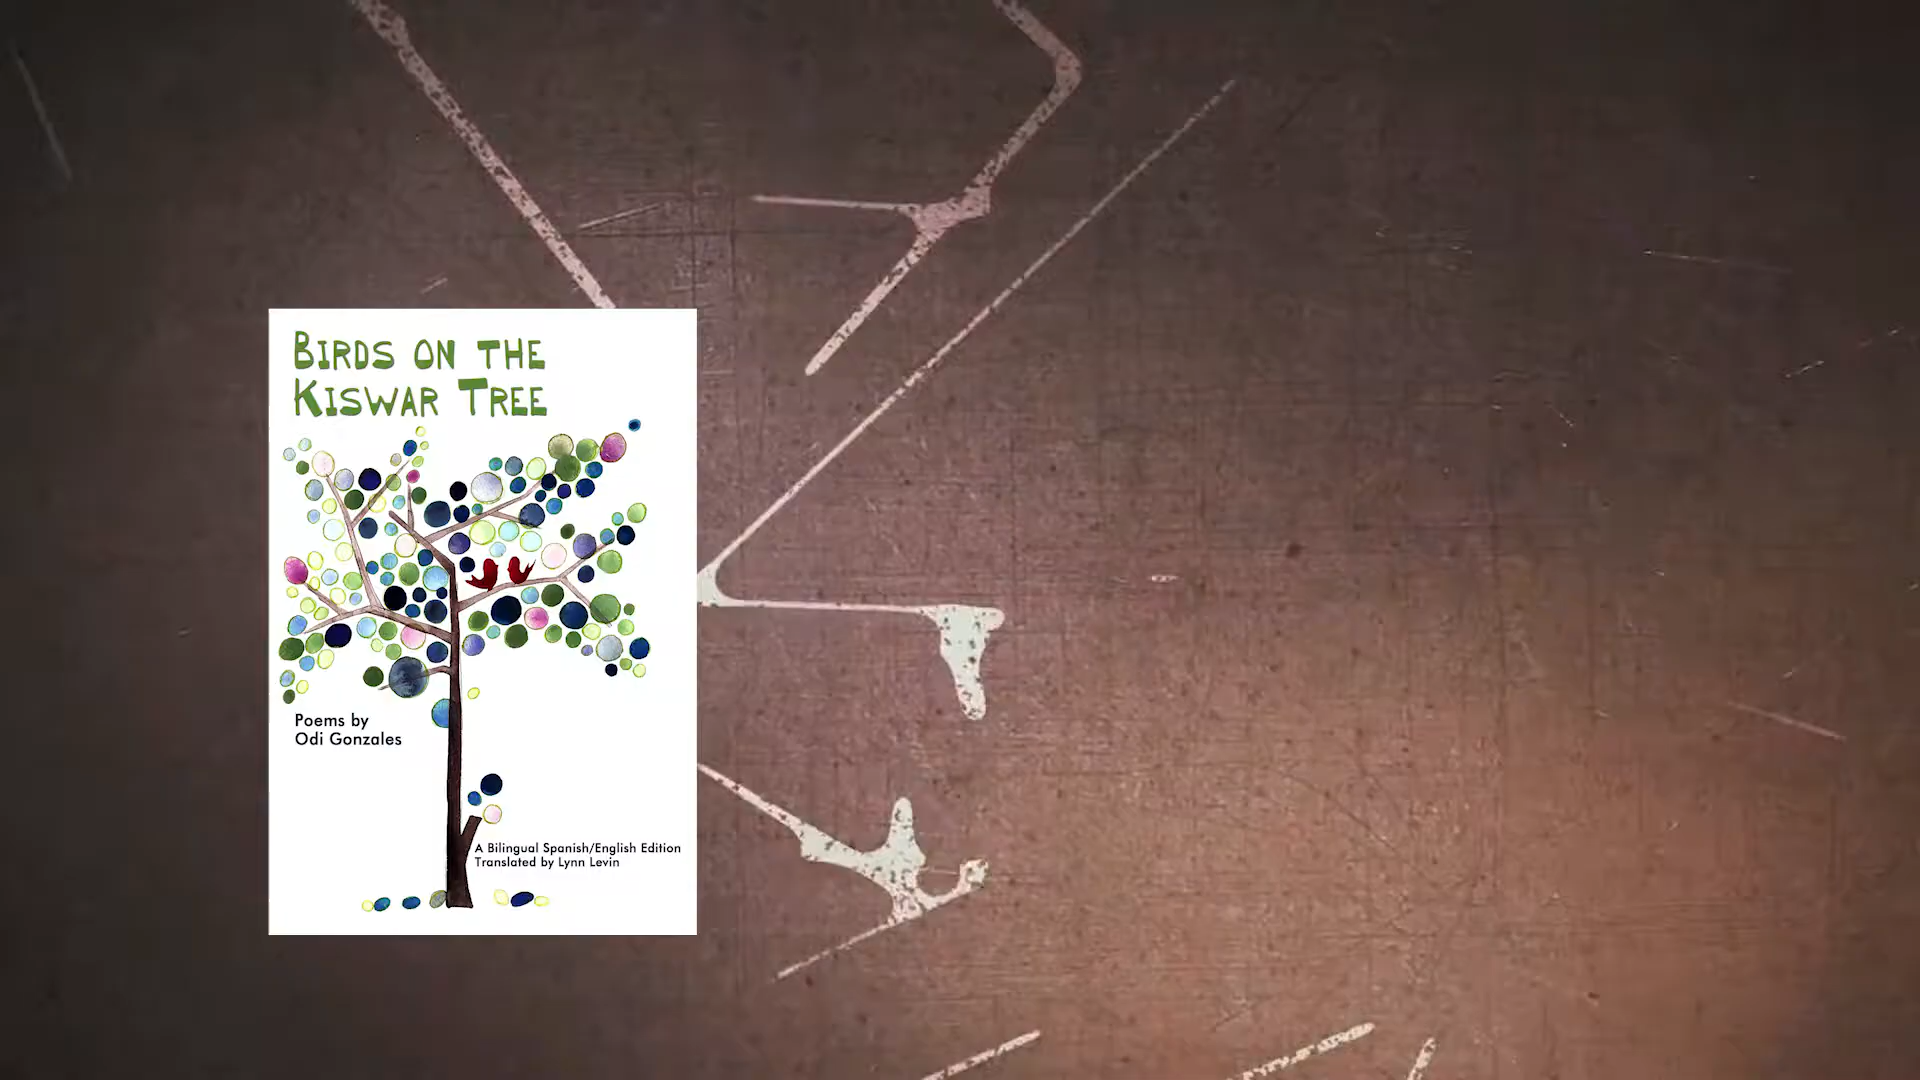 BIRDS ON THE
KISWAR TREE
Poems by
Odi Gonzales
A Bilingual Spanish/English Edition
Translated by Lynn Levin